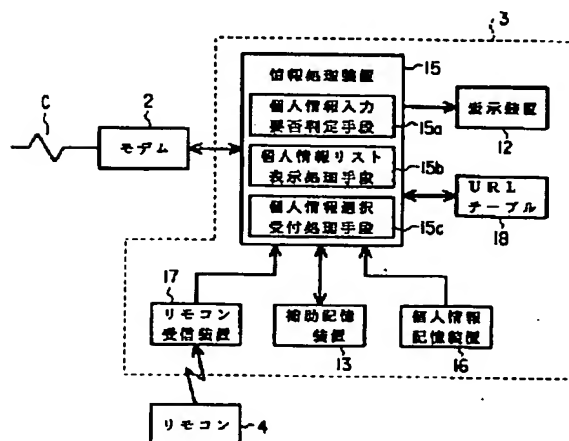 3
C
2
モデム
情報処理装置
15
個人情報入力
要否判定手段
15a
個人情報リスト
表示処理手段
15b
個人情報選択
受付処理手段
15c
表示装置
12
URL
テーブル
18
17
リモコン
受信装置
補助記憶
装置
13
個人情報
記憶装置
16
リモコン
4